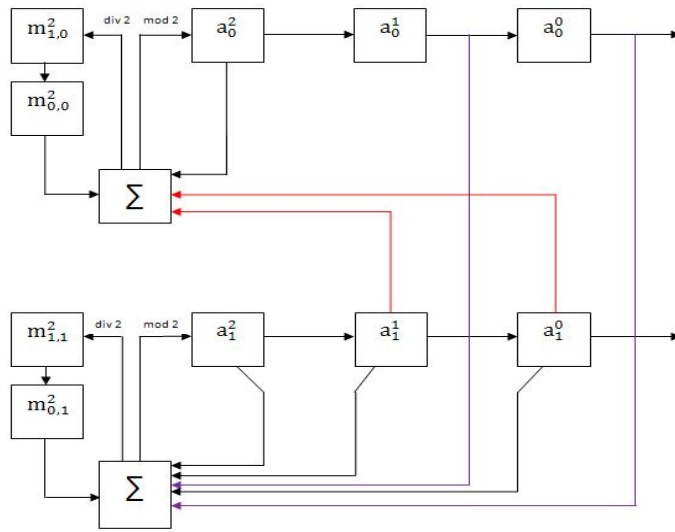 m²₁,₀ div 2 mod 2 a²₀ a¹₀ a⁰₀
m²₀,₀
∑
m²₁,₁ div 2 mod 2 a²₁ a¹₁ a⁰₁
m²₀,₁
∑